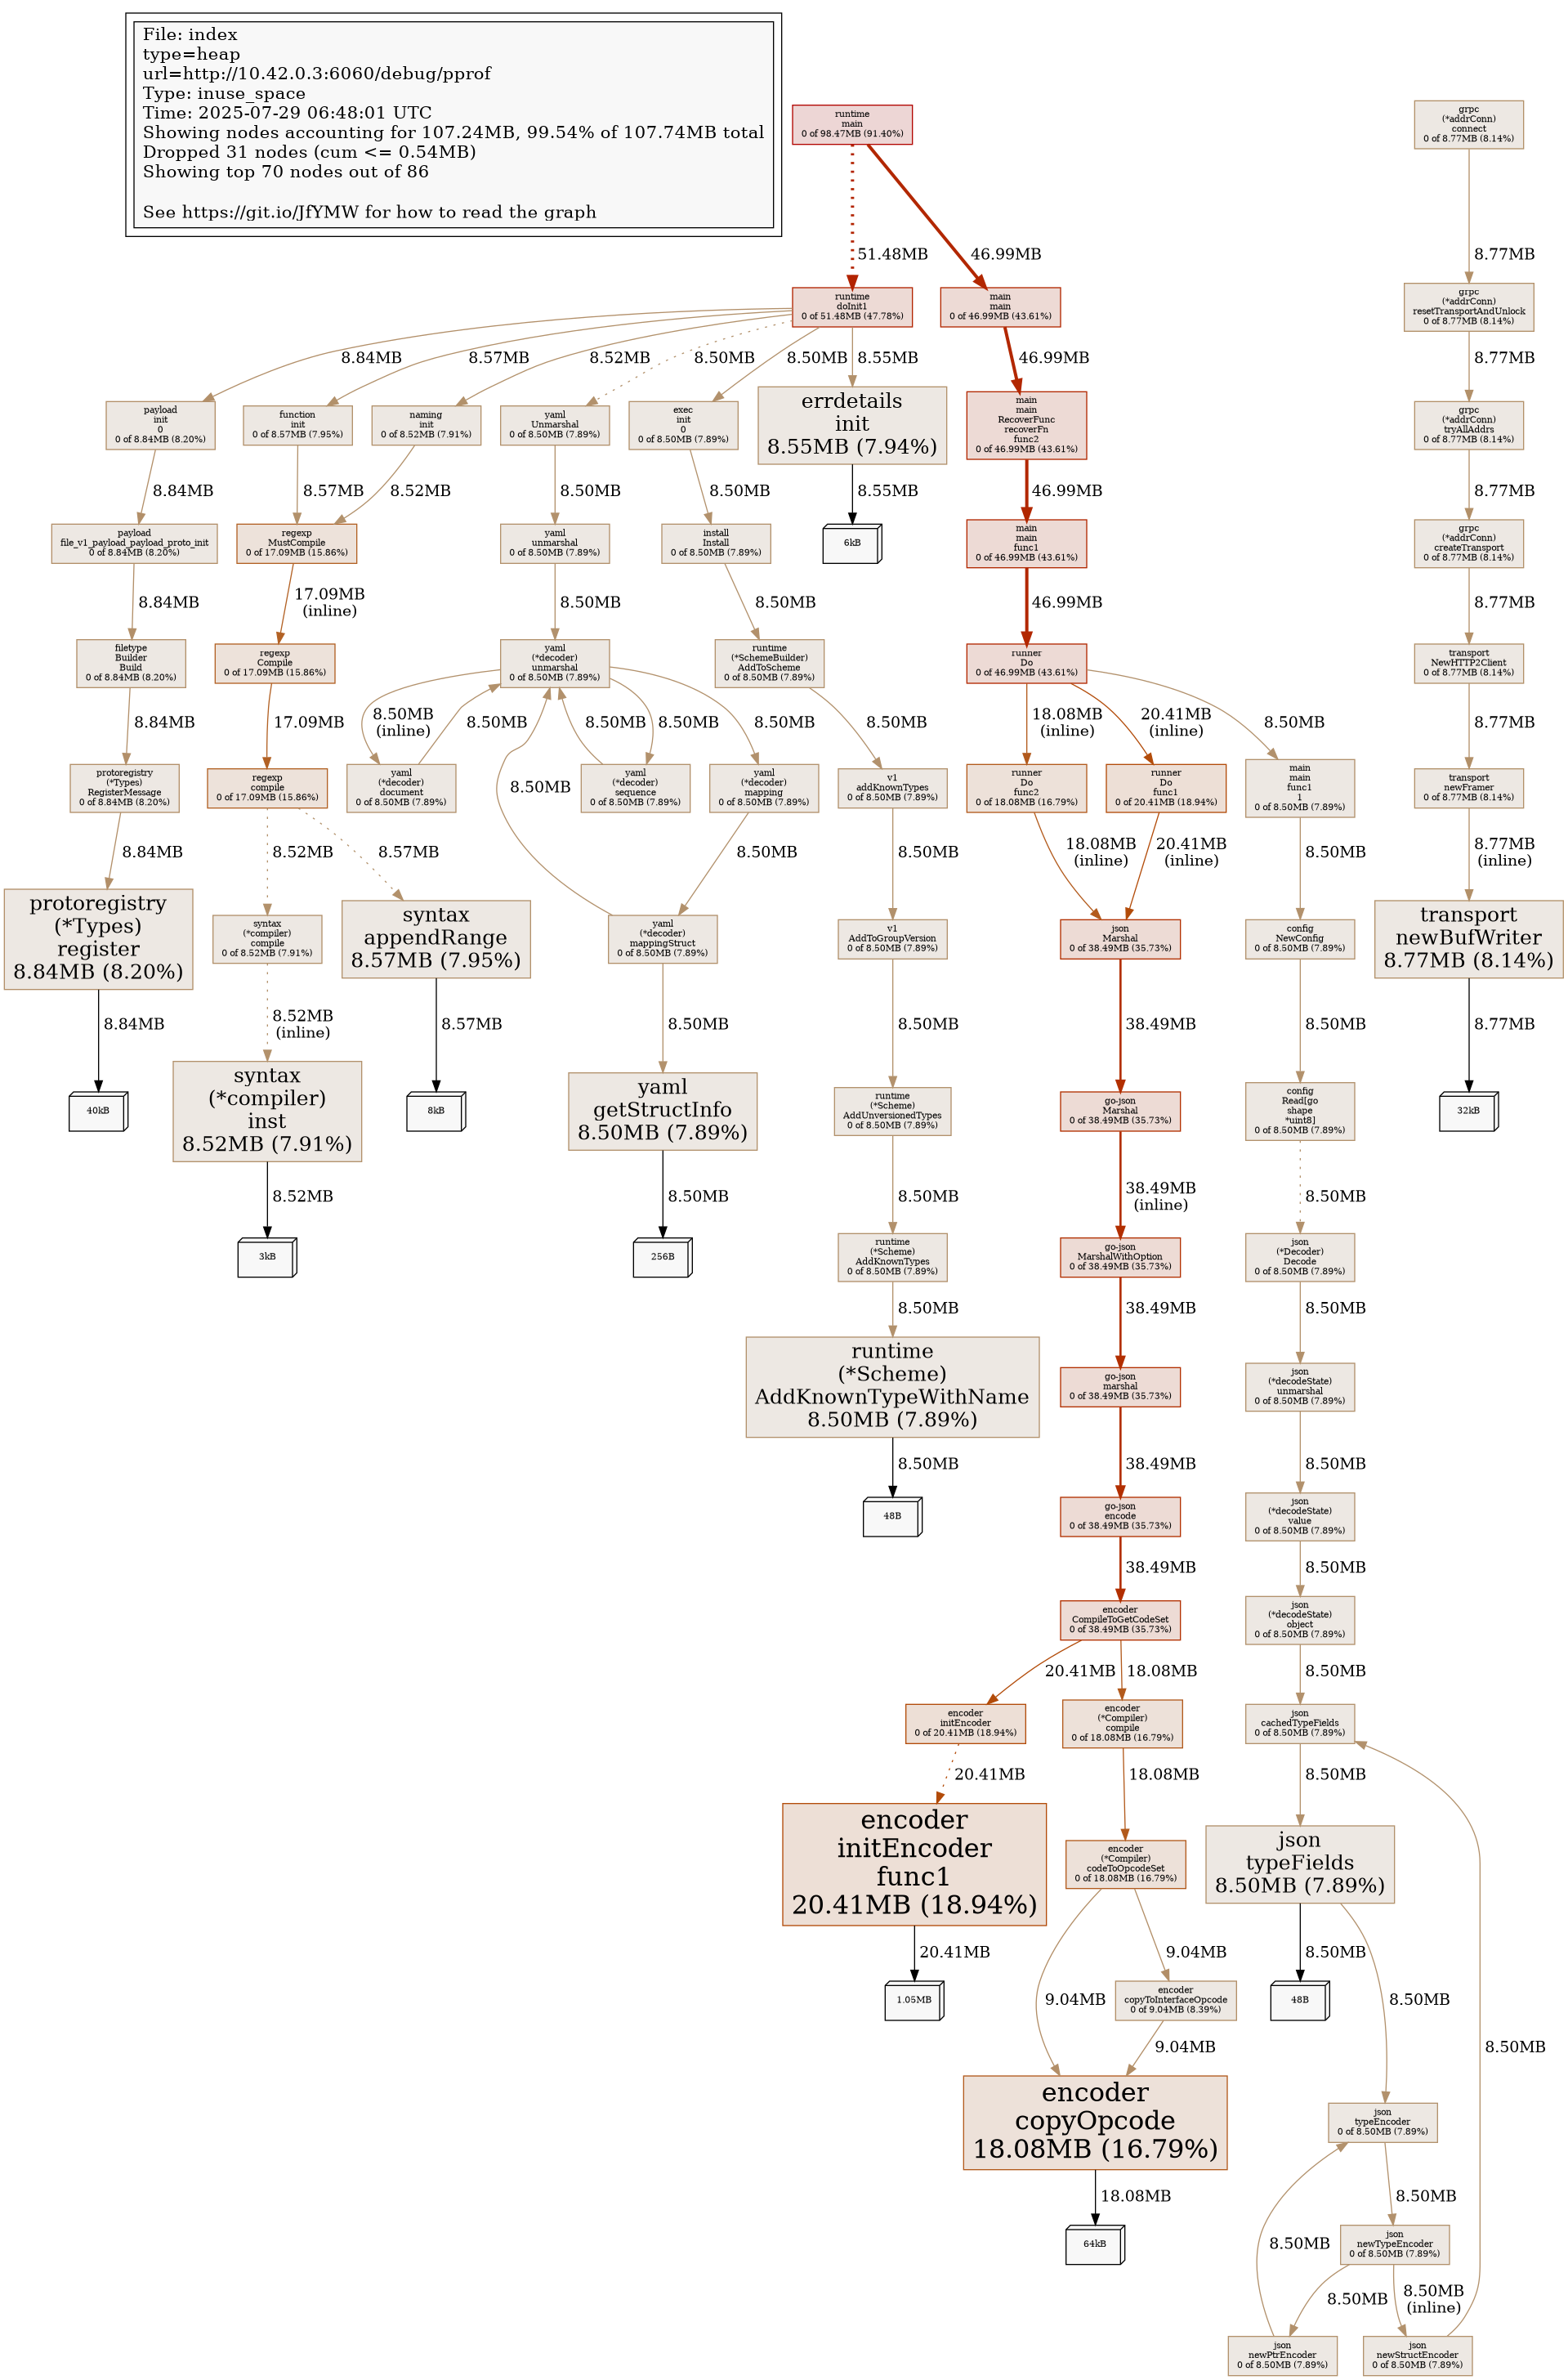 File: index
type=heap
url=http://10.42.0.3:6060/debug/pprof
Type: inuse_space
Time: 2025-07-29 06:48:01 UTC
Showing nodes accounting for 107.24MB, 99.54% of 107.74MB total
Dropped 31 nodes (cum <= 0.54MB)
Showing top 70 nodes out of 86
See https://git.io/JfYMW for how to read the graph
runtime
main
0 of 98.47MB (91.40%)
grpc
(*addrConn)
connect
0 of 8.77MB (8.14%)
51.48MB
46.99MB
8.77MB
runtime
doInit1
0 of 51.48MB (47.78%)
main
main
0 of 46.99MB (43.61%)
grpc
(*addrConn)
resetTransportAndUnlock
0 of 8.77MB (8.14%)
8.84MB
8.57MB
8.52MB
8.50MB
8.50MB
8.55MB
46.99MB
8.77MB
payload
init
0
0 of 8.84MB (8.20%)
function
init
0 of 8.57MB (7.95%)
naming
init
0 of 8.52MB (7.91%)
yaml
Unmarshal
0 of 8.50MB (7.89%)
exec
init
0
0 of 8.50MB (7.89%)
errdetails
init
8.55MB (7.94%)
main
main
RecoverFunc
recoverFn
func2
0 of 46.99MB (43.61%)
grpc
(*addrConn)
tryAllAddrs
0 of 8.77MB (8.14%)
8.84MB
8.57MB
8.52MB
8.50MB
8.50MB
8.55MB
46.99MB
8.77MB
payload
file_v1_payload_payload_proto_init
0 of 8.84MB (8.20%)
regexp
MustCompile
0 of 17.09MB (15.86%)
yaml
unmarshal
0 of 8.50MB (7.89%)
install
Install
0 of 8.50MB (7.89%)
6kB
main
main
func1
0 of 46.99MB (43.61%)
grpc
(*addrConn)
createTransport
0 of 8.77MB (8.14%)
8.84MB
17.09MB
(inline)
8.50MB
8.50MB
46.99MB
8.77MB
filetype
Builder
Build
0 of 8.84MB (8.20%)
regexp
Compile
0 of 17.09MB (15.86%)
yaml
(*decoder)
unmarshal
0 of 8.50MB (7.89%)
runtime
(*SchemeBuilder)
AddToScheme
0 of 8.50MB (7.89%)
runner
Do
0 of 46.99MB (43.61%)
transport
NewHTTP2Client
0 of 8.77MB (8.14%)
8.84MB
17.09MB
8.50MB
(inline)
8.50MB
8.50MB
8.50MB
8.50MB
8.50MB
18.08MB
(inline)
20.41MB
(inline)
8.50MB
8.77MB
protoregistry
(*Types)
RegisterMessage
0 of 8.84MB (8.20%)
regexp
compile
0 of 17.09MB (15.86%)
yaml
(*decoder)
document
0 of 8.50MB (7.89%)
8.50MB
yaml
(*decoder)
sequence
0 of 8.50MB (7.89%)
yaml
(*decoder)
mapping
0 of 8.50MB (7.89%)
v1
addKnownTypes
0 of 8.50MB (7.89%)
runner
Do
func2
0 of 18.08MB (16.79%)
runner
Do
func1
0 of 20.41MB (18.94%)
main
main
func1
1
0 of 8.50MB (7.89%)
transport
newFramer
0 of 8.77MB (8.14%)
8.84MB
8.52MB
8.57MB
8.50MB
8.50MB
18.08MB
(inline)
20.41MB
(inline)
8.50MB
8.77MB
(inline)
protoregistry
(*Types)
register
8.84MB (8.20%)
syntax
(*compiler)
compile
0 of 8.52MB (7.91%)
syntax
appendRange
8.57MB (7.95%)
yaml
(*decoder)
mappingStruct
0 of 8.50MB (7.89%)
v1
AddToGroupVersion
0 of 8.50MB (7.89%)
json
Marshal
0 of 38.49MB (35.73%)
config
NewConfig
0 of 8.50MB (7.89%)
transport
newBufWriter
8.77MB (8.14%)
8.84MB
8.52MB
(inline)
8.57MB
8.50MB
8.50MB
38.49MB
8.50MB
8.77MB
40kB
syntax
(*compiler)
inst
8.52MB (7.91%)
8kB
yaml
getStructInfo
8.50MB (7.89%)
runtime
(*Scheme)
AddUnversionedTypes
0 of 8.50MB (7.89%)
go-json
Marshal
0 of 38.49MB (35.73%)
config
Read[go
shape
*uint8]
0 of 8.50MB (7.89%)
32kB
8.52MB
8.50MB
8.50MB
38.49MB
(inline)
8.50MB
3kB
256B
runtime
(*Scheme)
AddKnownTypes
0 of 8.50MB (7.89%)
go-json
MarshalWithOption
0 of 38.49MB (35.73%)
json
(*Decoder)
Decode
0 of 8.50MB (7.89%)
8.50MB
38.49MB
8.50MB
runtime
(*Scheme)
AddKnownTypeWithName
8.50MB (7.89%)
go-json
marshal
0 of 38.49MB (35.73%)
json
(*decodeState)
unmarshal
0 of 8.50MB (7.89%)
8.50MB
38.49MB
8.50MB
48B
go-json
encode
0 of 38.49MB (35.73%)
json
(*decodeState)
value
0 of 8.50MB (7.89%)
38.49MB
8.50MB
encoder
CompileToGetCodeSet
0 of 38.49MB (35.73%)
json
(*decodeState)
object
0 of 8.50MB (7.89%)
20.41MB
18.08MB
8.50MB
encoder
initEncoder
0 of 20.41MB (18.94%)
encoder
(*Compiler)
compile
0 of 18.08MB (16.79%)
json
cachedTypeFields
0 of 8.50MB (7.89%)
20.41MB
18.08MB
8.50MB
encoder
initEncoder
func1
20.41MB (18.94%)
encoder
(*Compiler)
codeToOpcodeSet
0 of 18.08MB (16.79%)
json
typeFields
8.50MB (7.89%)
20.41MB
9.04MB
9.04MB
8.50MB
8.50MB
8.50MB
1.05MB
encoder
copyToInterfaceOpcode
0 of 9.04MB (8.39%)
48B
9.04MB
encoder
copyOpcode
18.08MB (16.79%)
json
typeEncoder
0 of 8.50MB (7.89%)
18.08MB
8.50MB
64kB
8.50MB
json
newTypeEncoder
0 of 8.50MB (7.89%)
8.50MB
8.50MB
(inline)
json
newPtrEncoder
0 of 8.50MB (7.89%)
json
newStructEncoder
0 of 8.50MB (7.89%)